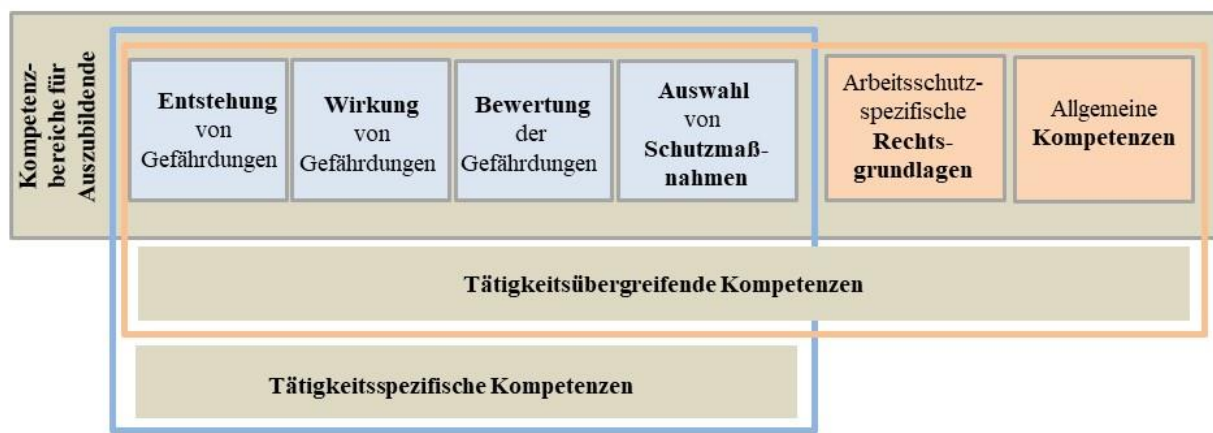 Kompetenz-
bereiche für
Auszubildende
Entstehung
von
Gefährdungen
Wirkung
von
Gefährdungen
Bewertung
der
Gefährdungen
Auswahl
von
Schutzmaß-
nahmen
Arbeitsschutz-
spezifische
Rechts-
grundlagen
Allgemeine
Kompetenzen
Tätigkeitsübergreifende Kompetenzen
Tätigkeitsspezifische Kompetenzen